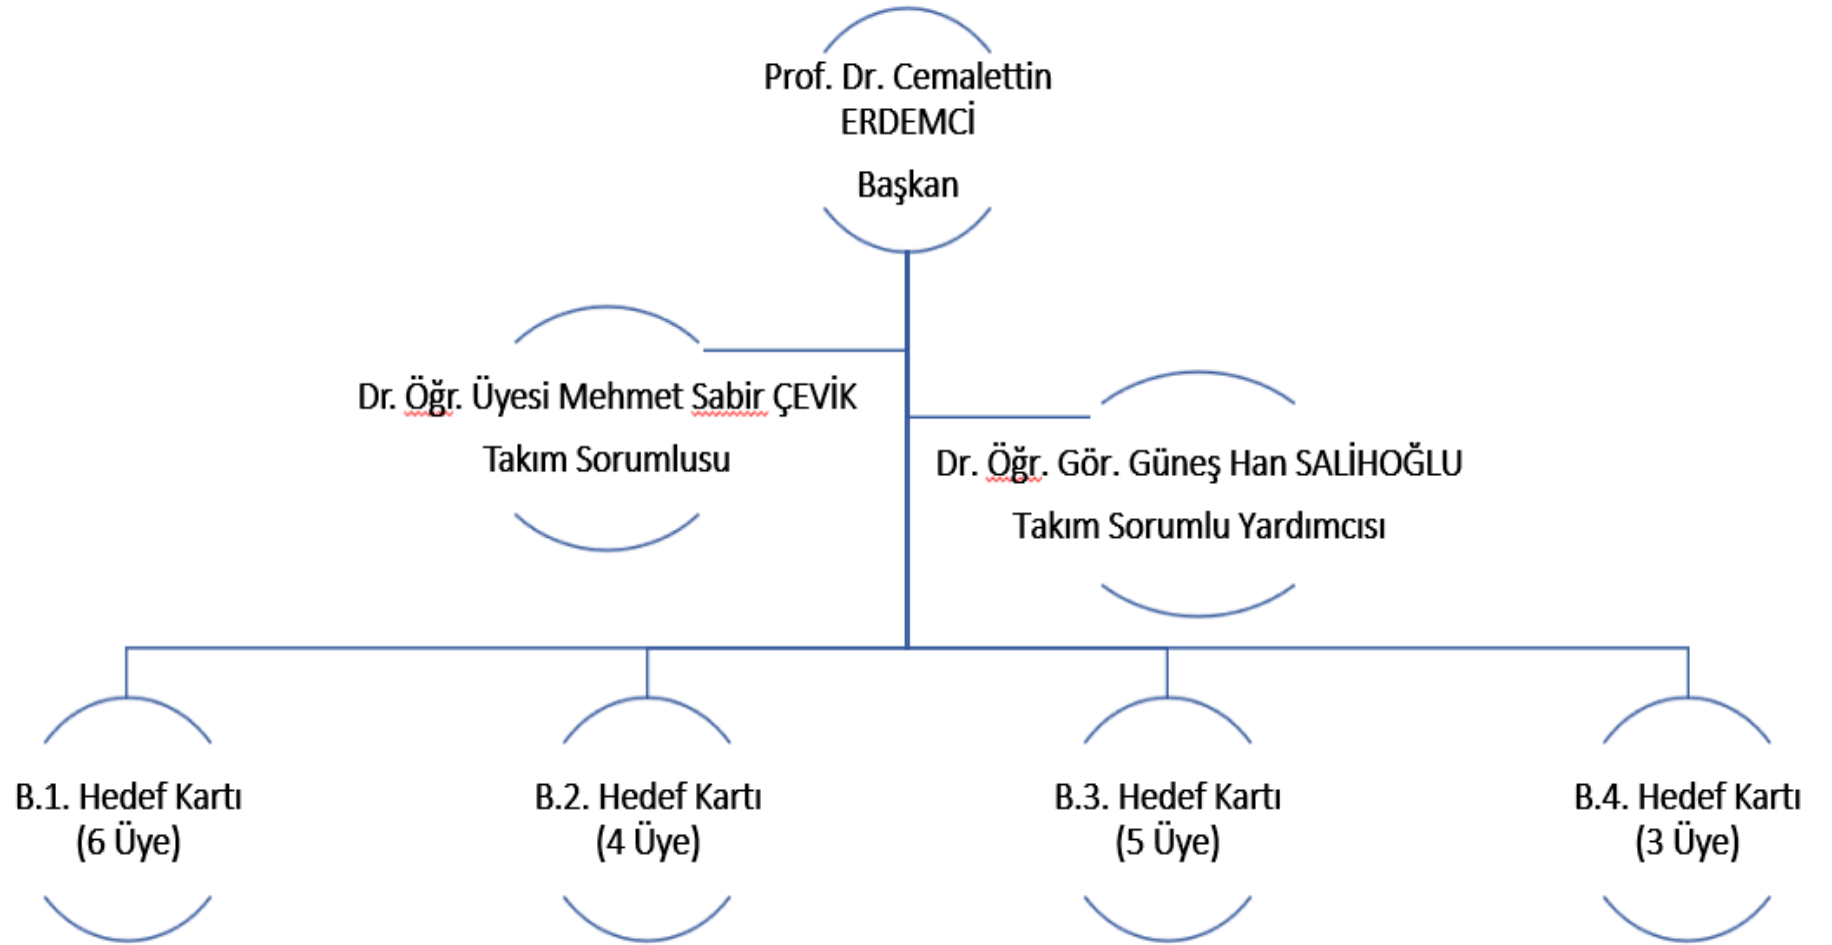 Prof. Dr. Cemalettin
ERDEMCİ
Başkan
Dr. Öğr. Üyesi Mehmet Sabir ÇEVİK
Takım Sorumlusu
Dr. Öğr. Gör. Güneş Han SALİHOĞLU
Takım Sorumlu Yardımcısı
B.1. Hedef Kartı
(6 Üye)
B.2. Hedef Kartı
(4 Üye)
B.3. Hedef Kartı
(5 Üye)
B.4. Hedef Kartı
(3 Üye)